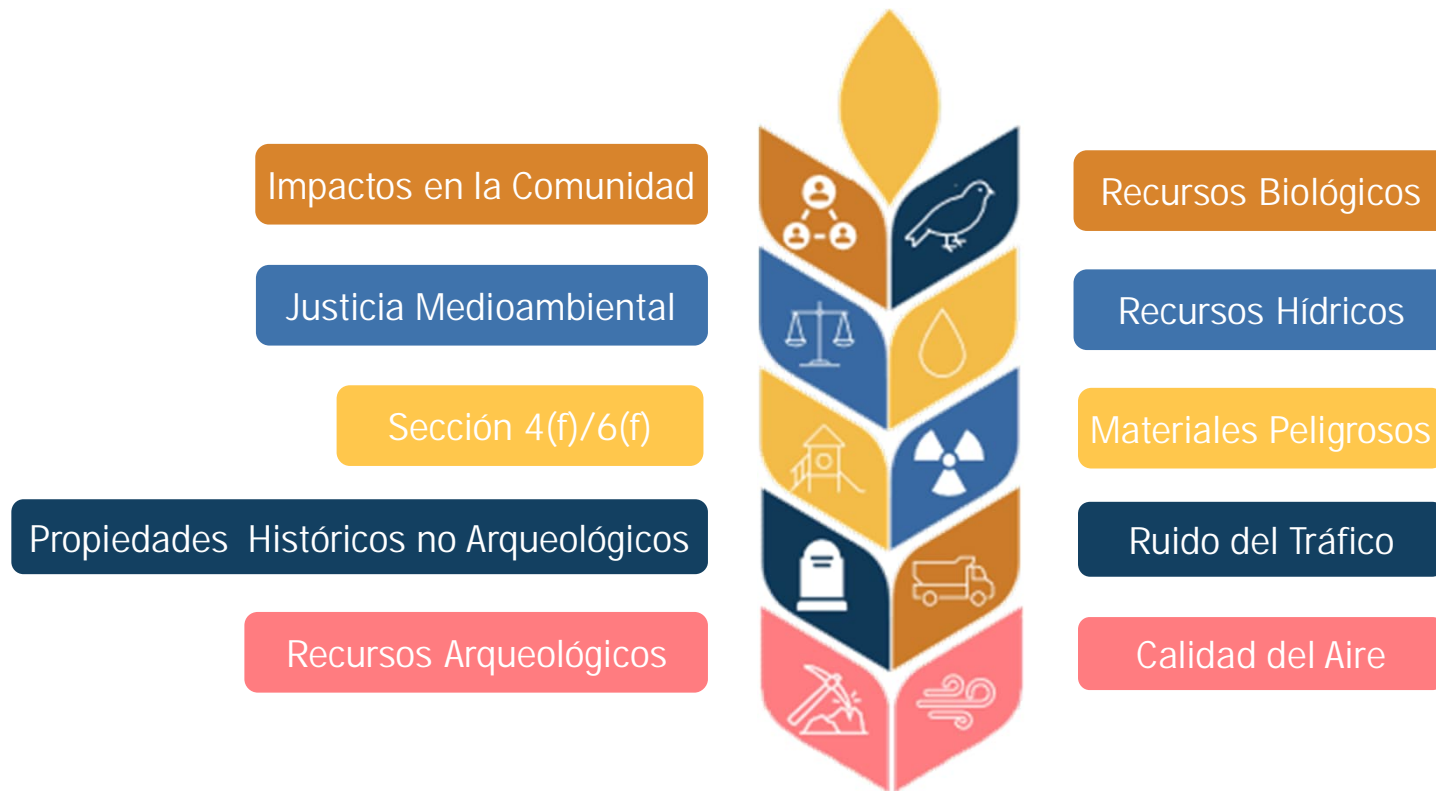 Impactos en la Comunidad
Justicia Medioambiental
Sección 4(f)/6(f)
Propiedades Históricos no Arqueológicos
Recursos Arqueológicos
Recursos Biológicos
Recursos Hídricos
Materiales Peligrosos
Ruido del Tráfico
Calidad del Aire